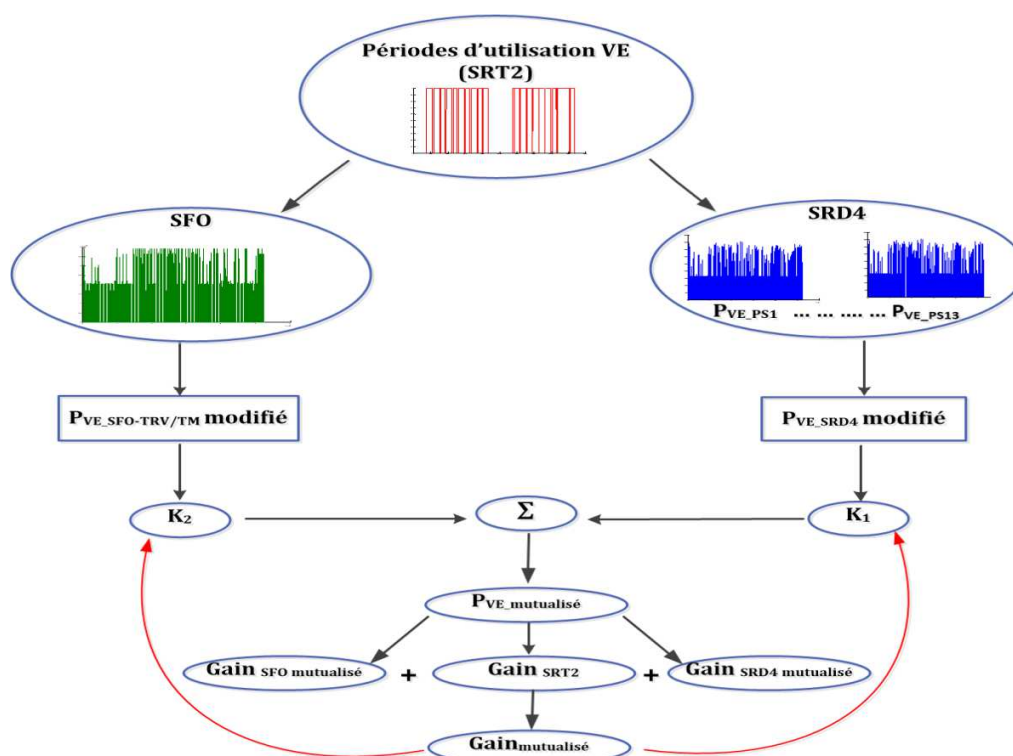 Périodes d'utilisation VE
(SRT2)
SFO
SRD4
PVE_PS1 ... ... .... ... PVE_PS13
PVE_SFO-TRV/TM modifié
PVE_SRD4 modifié
K2
Σ
K1
PVE_mutualisé
Gain SFO mutualisé + Gain SRT2 + Gain SRD4 mutualisé
Gainmutualisé